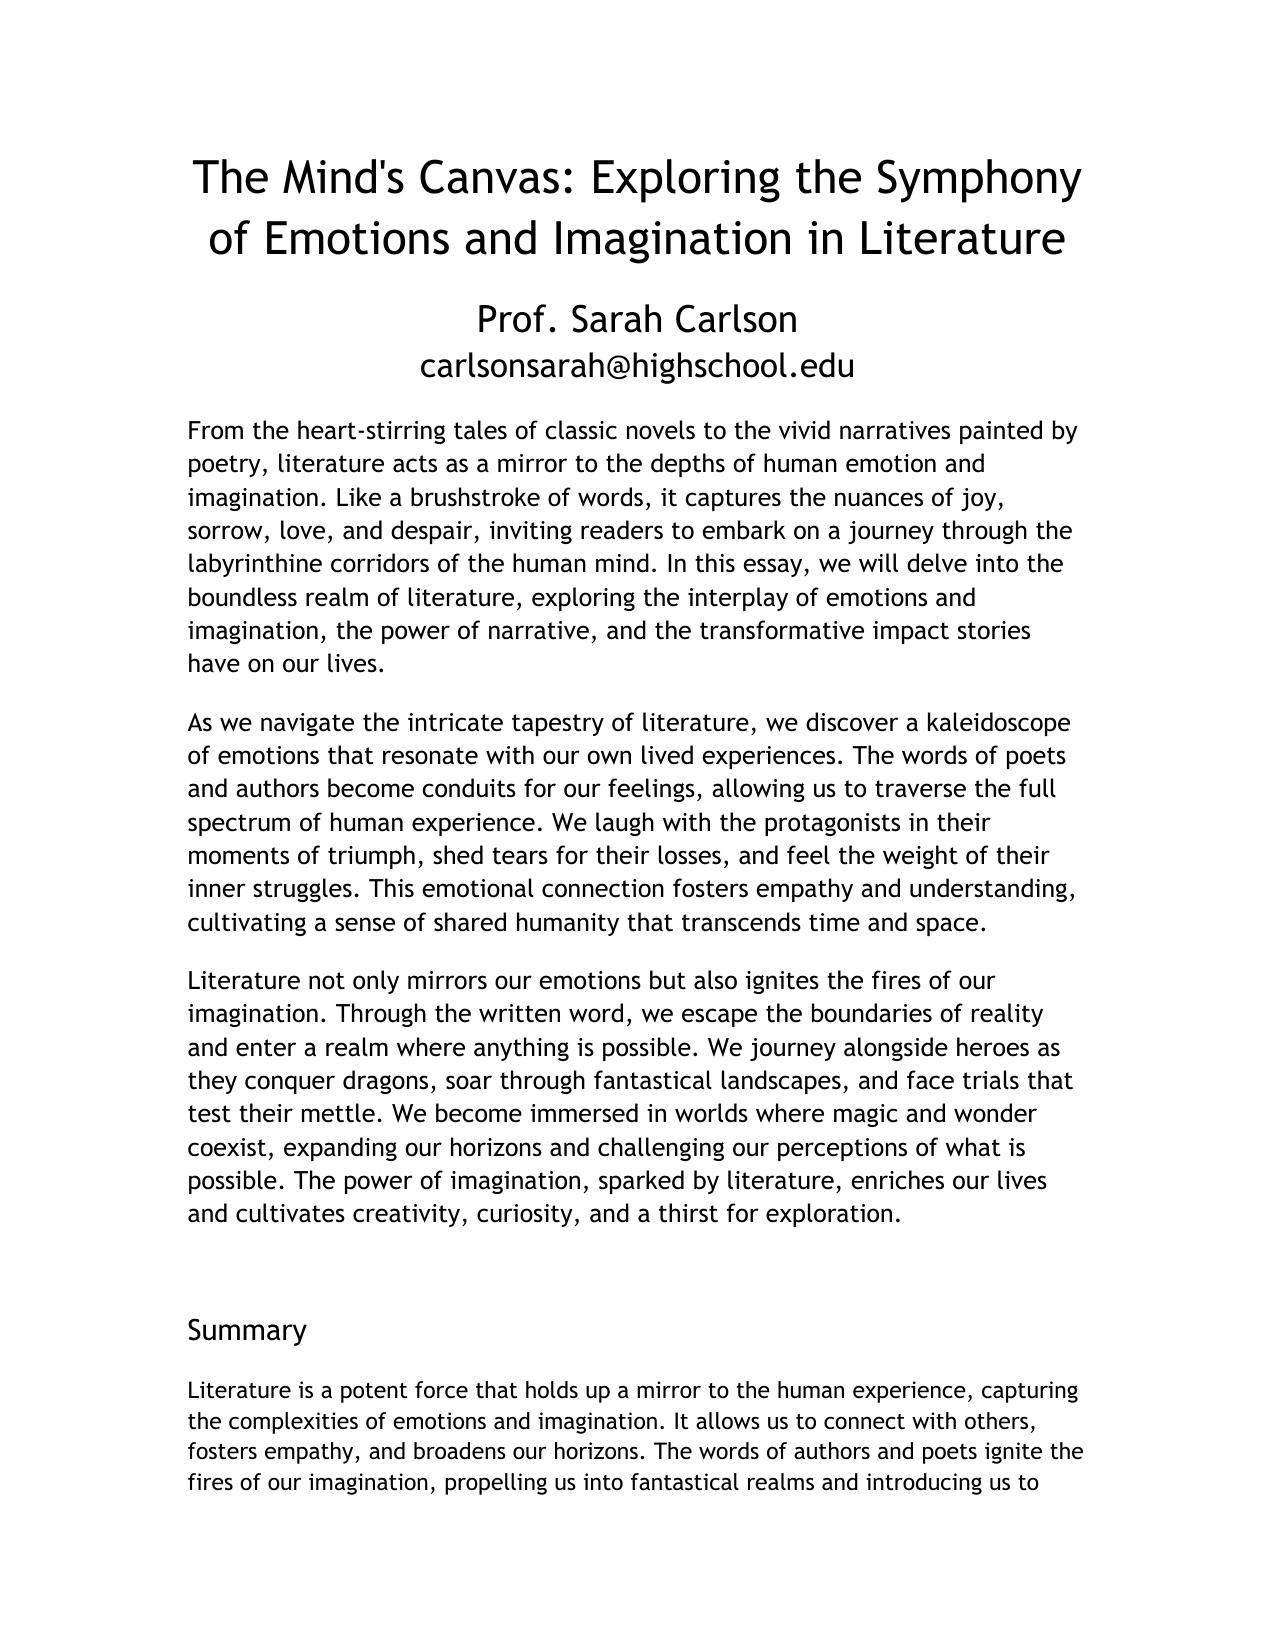 The Mind's Canvas: Exploring the Symphony
of Emotions and Imagination in Literature
Prof. Sarah Carlson
carlsonsarah@highschool.edu
From the heart-stirring tales of classic novels to the vivid narratives painted by
poetry, literature acts as a mirror to the depths of human emotion and
imagination. Like a brushstroke of words, it captures the nuances of joy,
sorrow, love, and despair, inviting readers to embark on a journey through the
labyrinthine corridors of the human mind. In this essay, we will delve into the
boundless realm of literature, exploring the interplay of emotions and
imagination, the power of narrative, and the transformative impact stories
have on our lives.
As we navigate the intricate tapestry of literature, we discover a kaleidoscope
of emotions that resonate with our own lived experiences. The words of poets
and authors become conduits for our feelings, allowing us to traverse the full
spectrum of human experience. We laugh with the protagonists in their
moments of triumph, shed tears for their losses, and feel the weight of their
inner struggles. This emotional connection fosters empathy and understanding,
cultivating a sense of shared humanity that transcends time and space.
Literature not only mirrors our emotions but also ignites the fires of our
imagination. Through the written word, we escape the boundaries of reality
and enter a realm where anything is possible. We journey alongside heroes as
they conquer dragons, soar through fantastical landscapes, and face trials that
test their mettle. We become immersed in worlds where magic and wonder
coexist, expanding our horizons and challenging our perceptions of what is
possible. The power of imagination, sparked by literature, enriches our lives
and cultivates creativity, curiosity, and a thirst for exploration.
Summary
Literature is a potent force that holds up a mirror to the human experience, capturing
the complexities of emotions and imagination. It allows us to connect with others,
fosters empathy, and broadens our horizons. The words of authors and poets ignite the
fires of our imagination, propelling us into fantastical realms and introducing us to